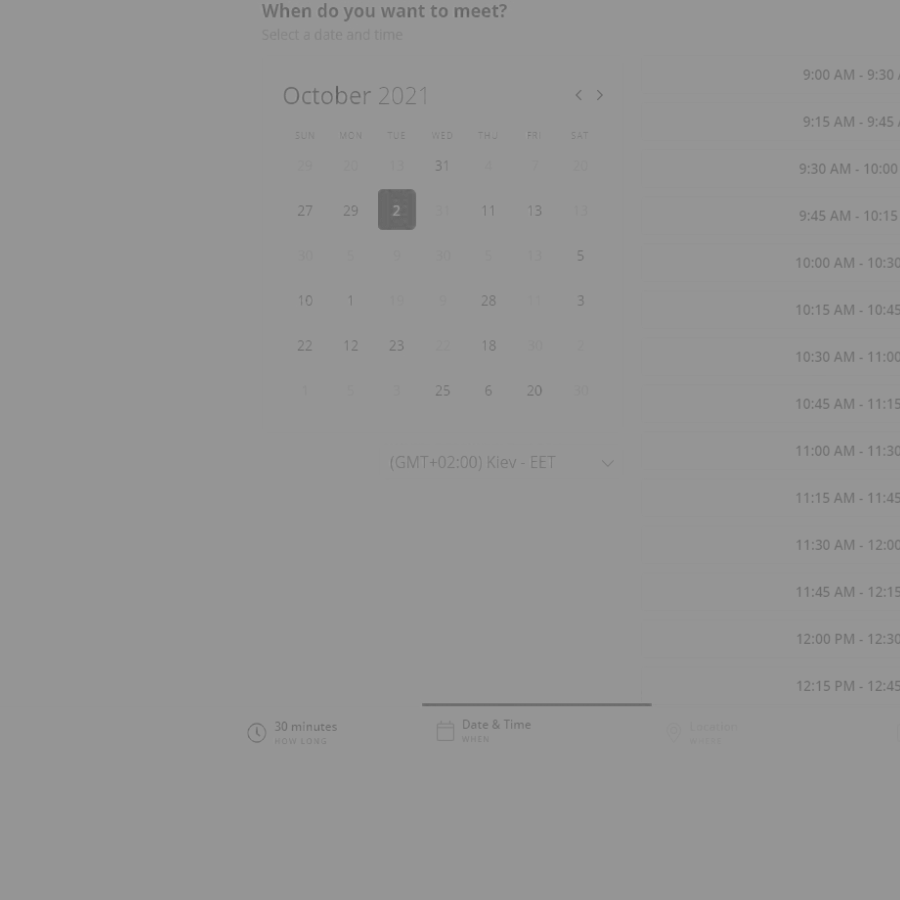 When do you want to meet?
Select a date and time
October 2021
SUN MON TUE WED THU FRI SAT
29 29 13 31 4 7 20
27 29 2 31 11 13 13
30 5 9 30 5 13 5
10 1 10 9 28 11 3
22 12 23 22 18 30 7
1 5 3 25 6 20 30
(GMT+02:00) Kiev - EET
9:00 AM - 9:30
9:15 AM - 9:45
9:30 AM - 10:00
9:45 AM - 10:15
10:00 AM - 10:30
10:15 AM - 10:45
10:30 AM - 11:00
10:45 AM - 11:15
11:00 AM - 11:30
11:15 AM - 11:45
11:30 AM - 12:00
11:45 AM - 12:15
12:00 PM - 12:30
12:15 PM - 12:45
30 minutes
HOW LONG
Date & Time
WHEN
Location
WHERE